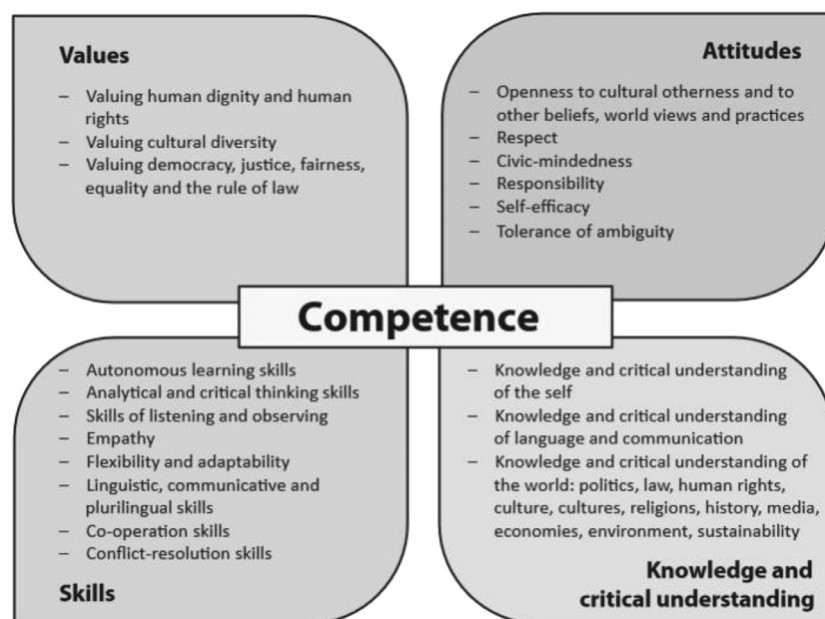 Values
– Valuing human dignity and human
rights
– Valuing cultural diversity
– Valuing democracy, justice, fairness,
equality and the rule of law
Attitudes
– Openness to cultural otherness and to
other beliefs, world views and practices
– Respect
– Civic-mindedness
– Responsibility
– Self-efficacy
– Tolerance of ambiguity
Competence
– Autonomous learning skills
– Analytical and critical thinking skills
– Skills of listening and observing
– Empathy
– Flexibility and adaptability
– Linguistic, communicative and
plurilingual skills
– Co-operation skills
– Conflict-resolution skills
Skills
– Knowledge and critical understanding
of the self
– Knowledge and critical understanding
of language and communication
– Knowledge and critical understanding of
the world: politics, law, human rights,
culture, cultures, religions, history, media,
economies, environment, sustainability
Knowledge and
critical understanding